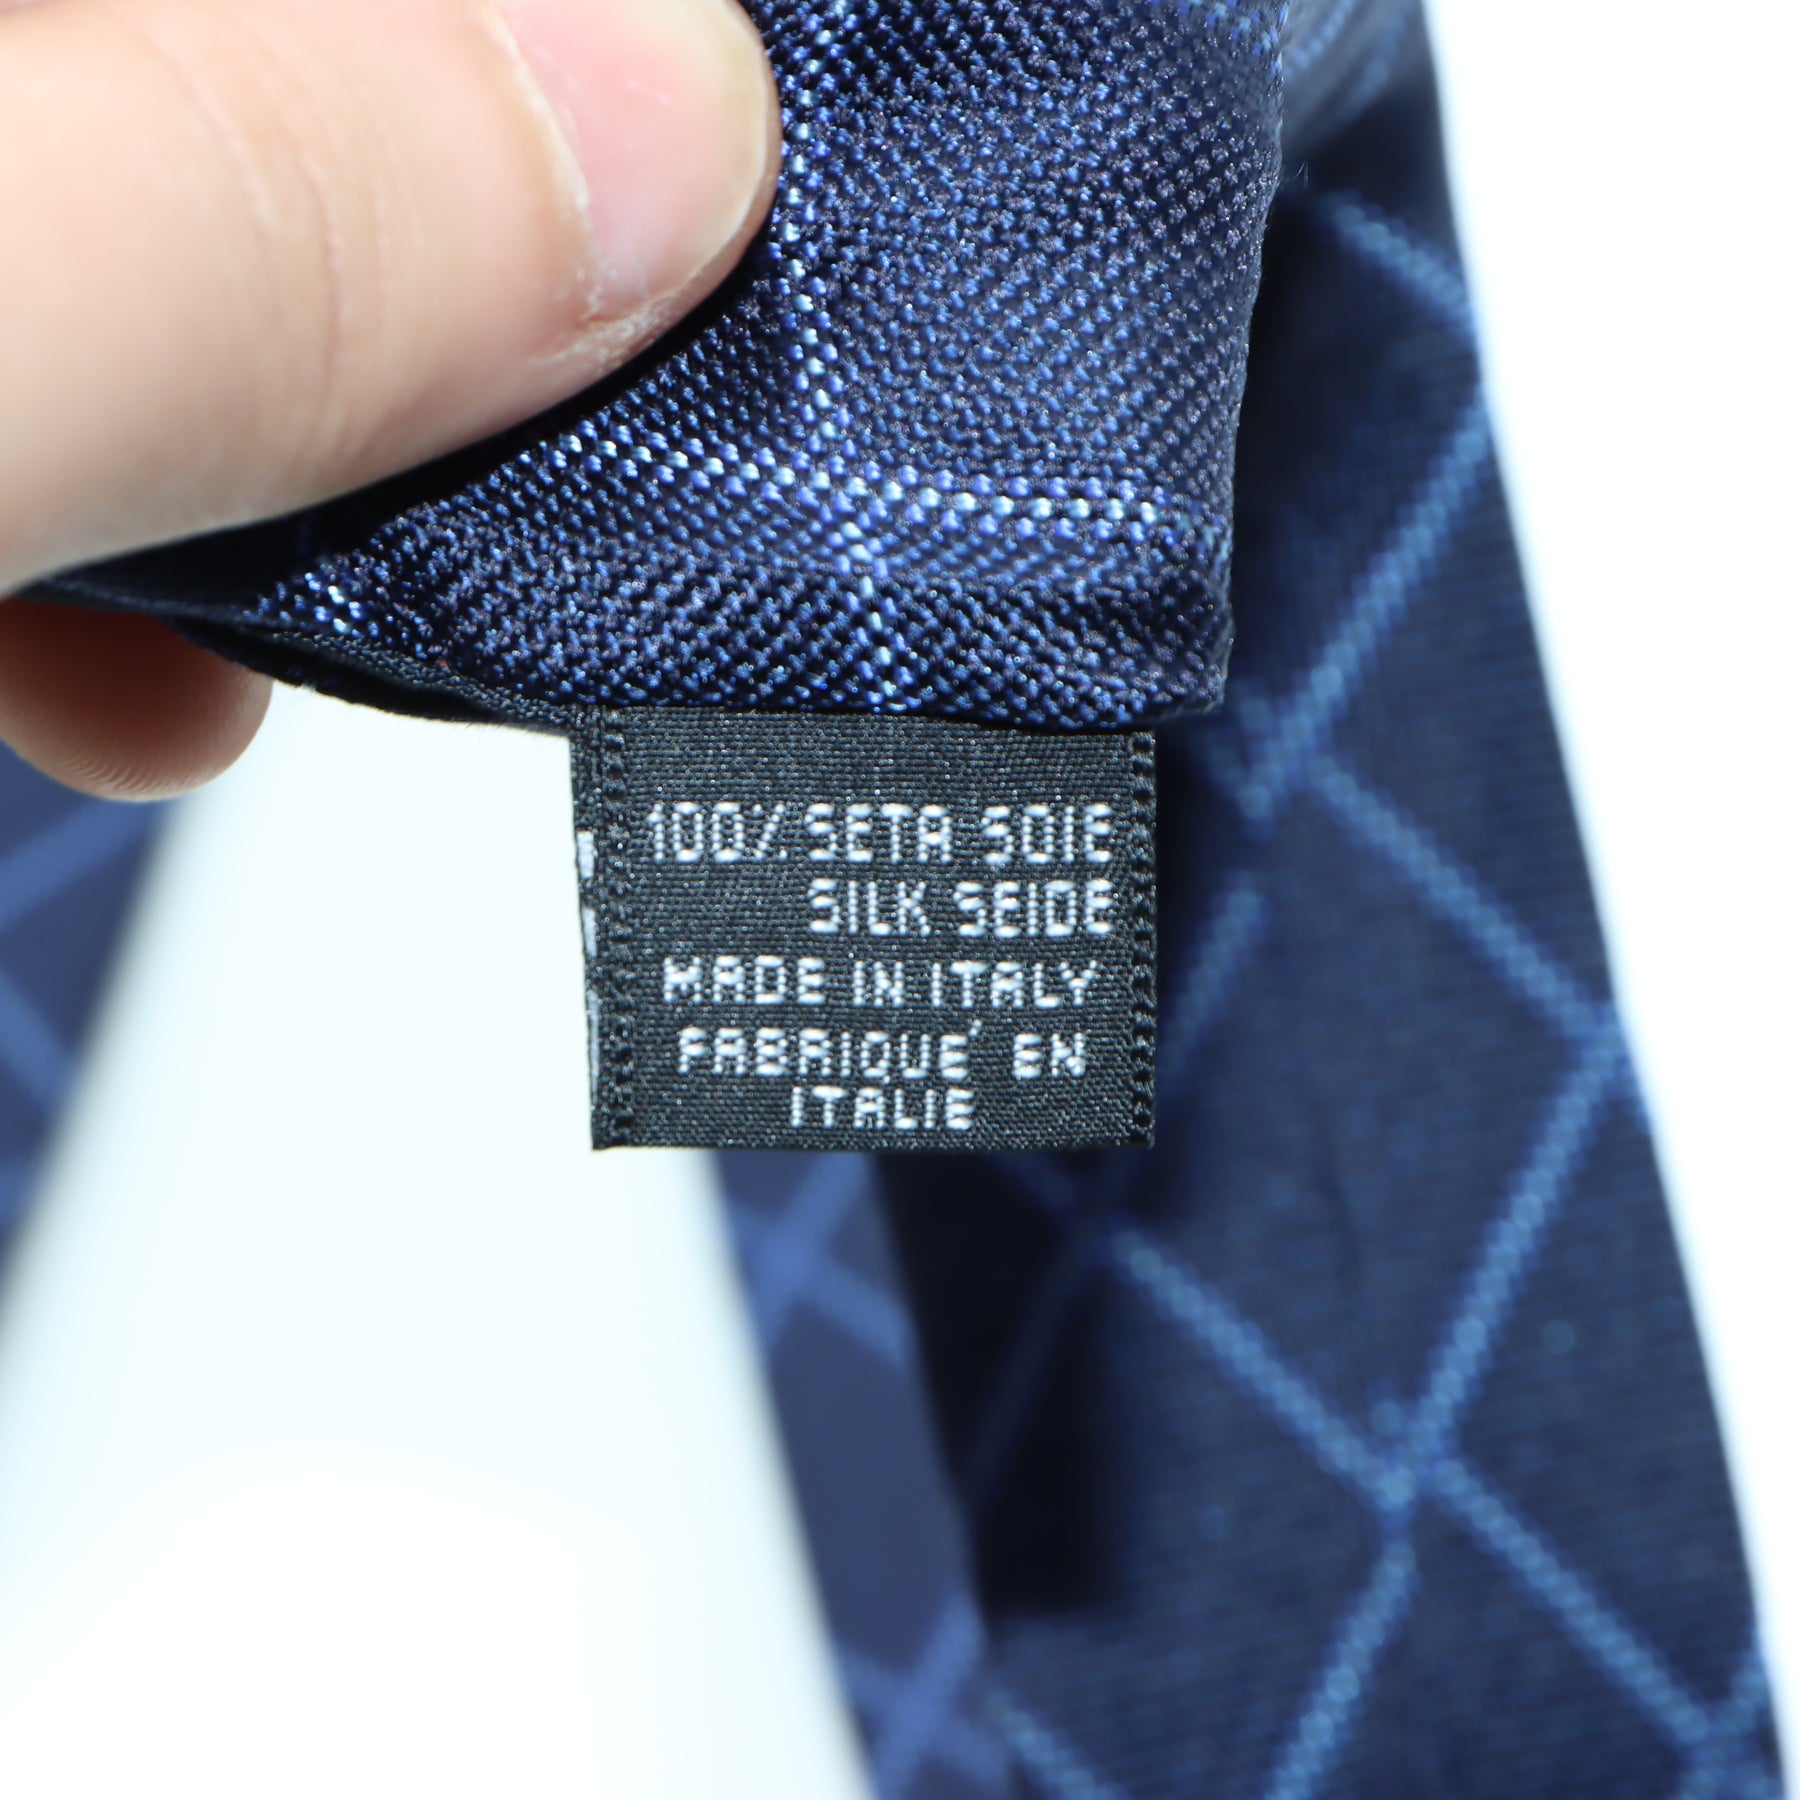 100% SETA SOIE
SILK SEIDE
MADE IN ITALY
FABRIQUE' EN
ITALIE